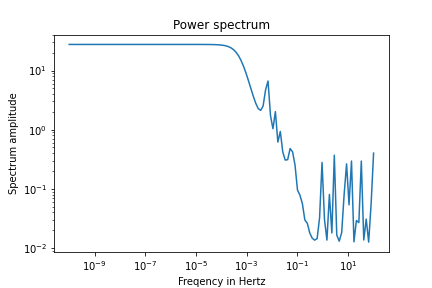 Power spectrum
Spectrum amplitude
10¹
10⁰
10⁻¹
10⁻²
10⁻⁹ 10⁻⁷ 10⁻⁵ 10⁻³ 10⁻¹ 10¹
Freqency in Hertz